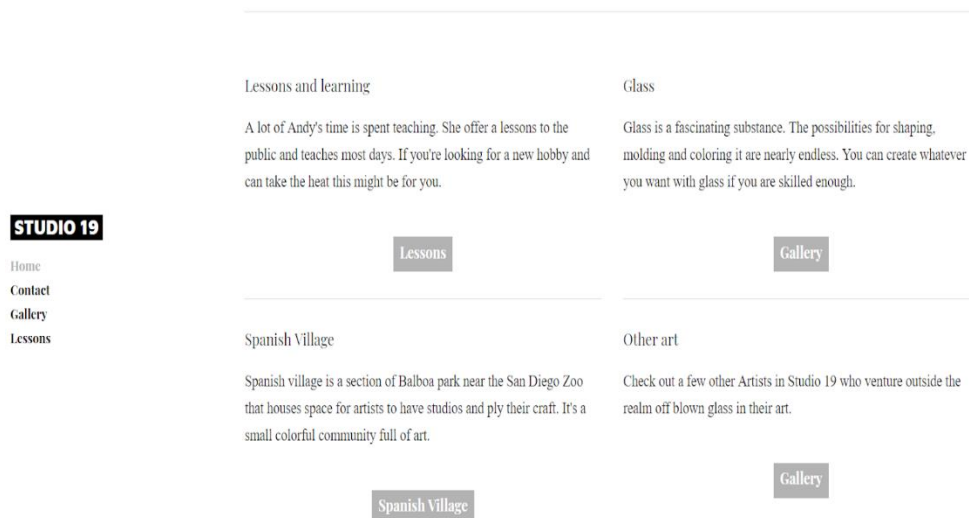 STUDIO 19
Home
Contact
Gallery
Lessons
Lessons and learning
A lot of Andy's time is spent teaching. She offer a lessons to the
public and teaches most days. If you're looking for a new hobby and
can take the heat this might be for you.
Lessons
Glass
Glass is a fascinating substance. The possibilities for shaping,
molding and coloring it are nearly endless. You can create whatever
you want with glass if you are skilled enough.
Gallery
Spanish Village
Spanish village is a section of Balboa park near the San Diego Zoo
that houses space for artists to have studios and ply their craft. It's a
small colorful community full of art.
Spanish Village
Other art
Check out a few other Artists in Studio 19 who venture outside the
realm off blown glass in their art.
Gallery